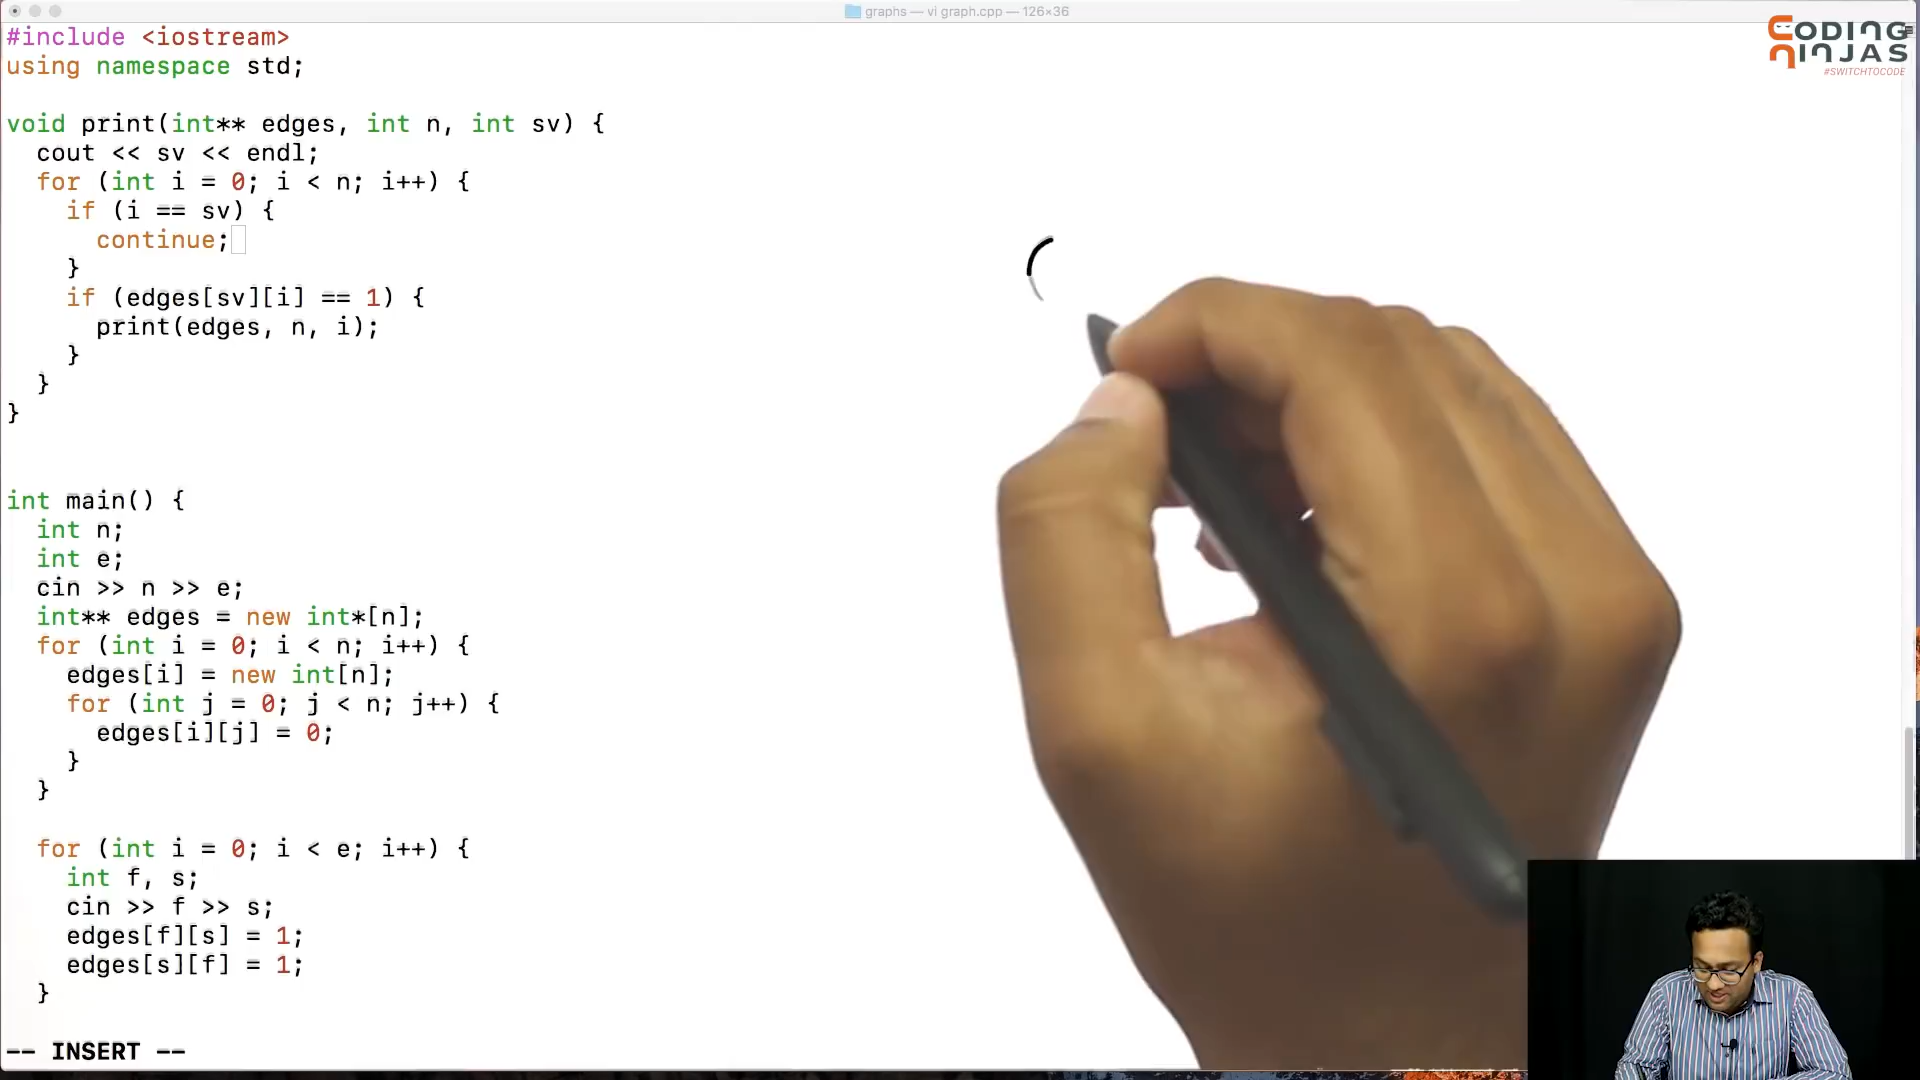 graphs — vi graph.cpp — 126×36
CODING
NINJAS
#SWITCHTOCODE
#include <iostream>
using namespace std;
void print(int** edges, int n, int sv) {
cout << sv << endl;
for (int i = 0; i < n; i++) {
if (i == sv) {
continue;
}
if (edges[sv][i] == 1) {
print(edges, n, i);
}
}
}
int main() {
int n;
int e;
cin >> n >> e;
int** edges = new int*[n];
for (int i = 0; i < n; i++) {
edges[i] = new int[n];
for (int j = 0; j < n; j++) {
edges[i][j] = 0;
}
}
for (int i = 0; i < e; i++) {
int f, s;
cin >> f >> s;
edges[f][s] = 1;
edges[s][f] = 1;
}
-- INSERT --